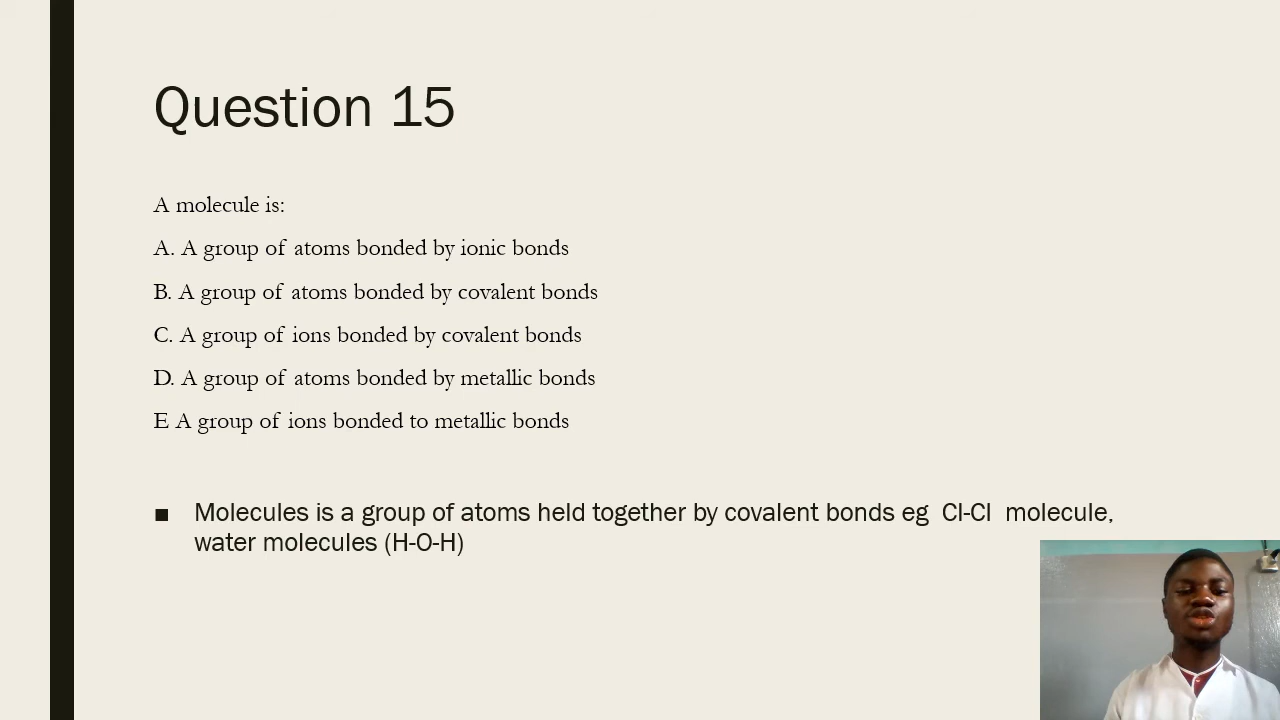 Question 15
A molecule is:
A. A group of atoms bonded by ionic bonds
B. A group of atoms bonded by covalent bonds
C. A group of ions bonded by covalent bonds
D. A group of atoms bonded by metallic bonds
E A group of ions bonded to metallic bonds
■ Molecules is a group of atoms held together by covalent bonds eg Cl-Cl molecule,
water molecules (H-O-H)